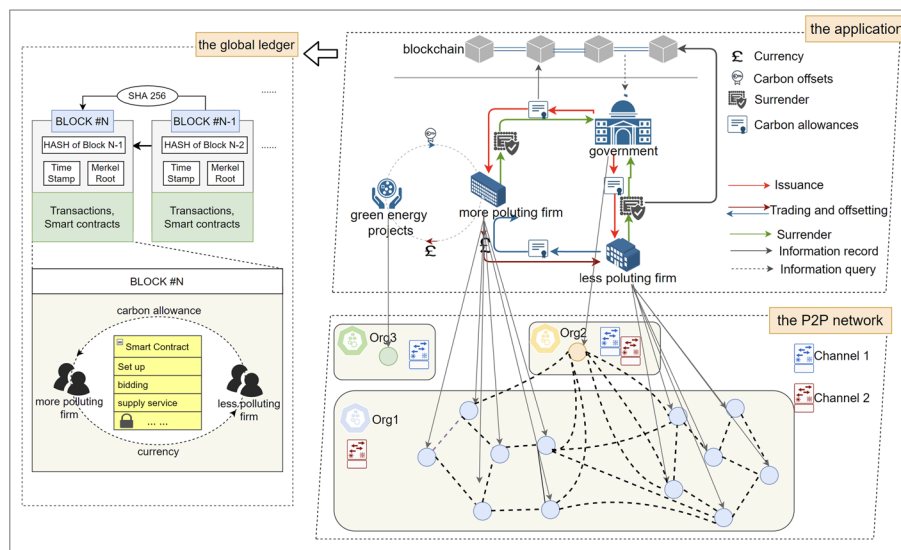 the global ledger
SHA 256
......
BLOCK #N
BLOCK #N-1
HASH of Block N-1
HASH of Block N-2
......
Time
Stamp
Merkel
Root
Time
Stamp
Merkel
Root
Transactions,
Smart contracts
Transactions,
Smart contracts
BLOCK #N
carbon allowance
Smart Contract
Set up
bidding
supply service
... ...
more polluting
firm
less polluting
firm
currency
the application
blockchain
£ Currency
Carbon offsets
Surrender
Carbon allowances
government
green energy
projects
more poluting firm
£
£
less poluting firm
Issuance
Trading and offsetting
Surrender
Information record
Information query
the P2P network
Org3
Org2
Channel 1
Channel 2
Org1